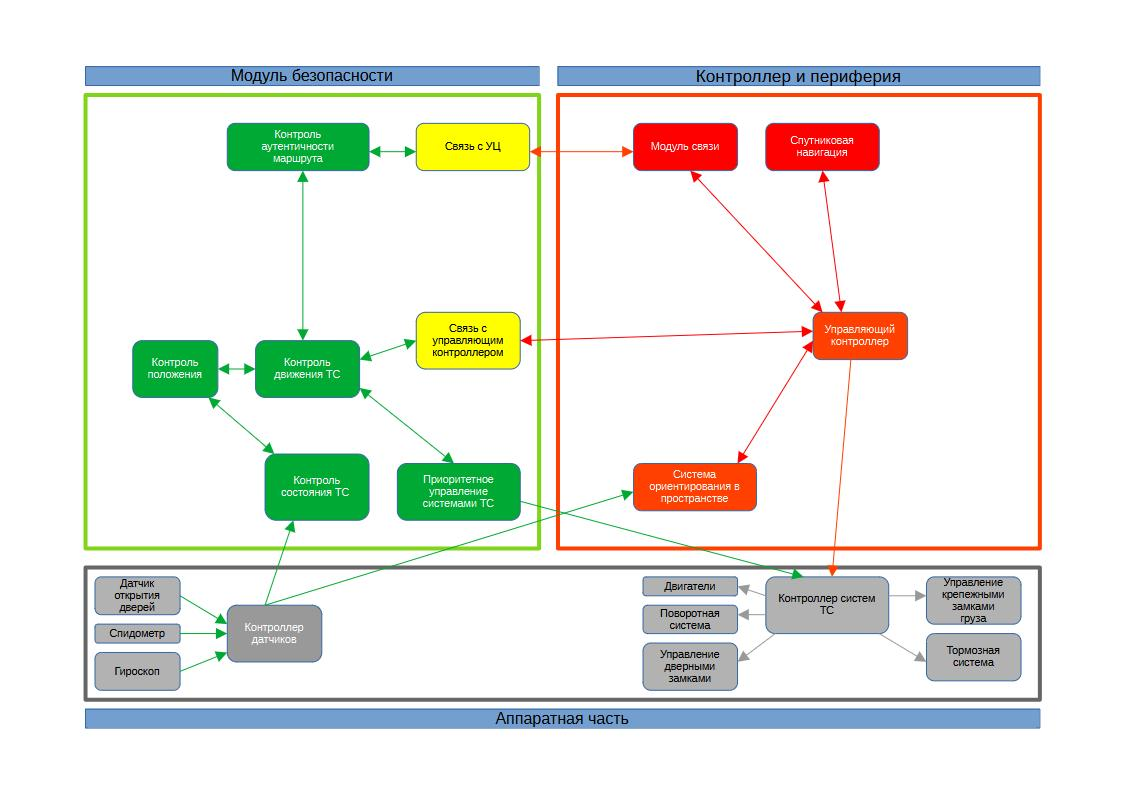 Модуль безопасности
Контроллер и периферия
Контроль
аутентичности
маршрута
Связь с УЦ
Модуль связи
Спутниковая
навигация
Связь с
управляющим
контроллером
Управляющий
контроллер
Контроль
положения
Контроль
движения ТС
Контроль
состояния ТС
Приоритетное
управление
системами ТС
Система
ориентирования в
пространстве
Датчик
открытия
дверей
Спидометр
Гироскоп
Контроллер
датчиков
Двигатели
Поворотная
система
Управление
дверными
замками
Контроллер систем
ТС
Управление
крепежными
замками
груза
Тормозная
система
Аппаратная часть